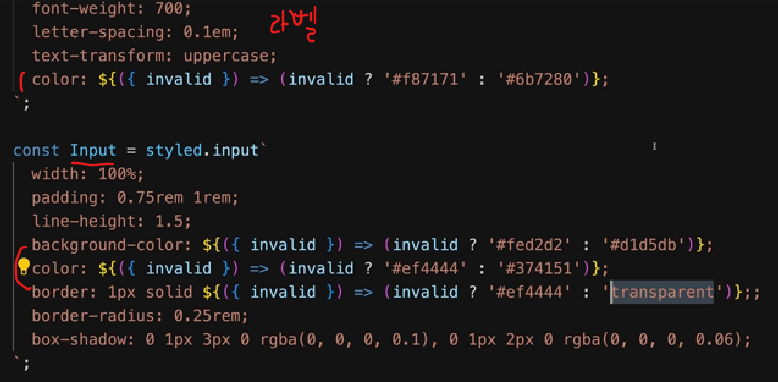 font-weight: 700;
letter-spacing: 0.1em; 라벨
text-transform: uppercase;
color: ${({ invalid }) => (invalid ? '#f87171' : '#6b7280')};
`;
const Input = styled.input`
width: 100%;
padding: 0.75rem 1rem;
line-height: 1.5;
background-color: ${({ invalid }) => (invalid ? '#fed2d2' : '#d1d5db')};
color: ${({ invalid }) => (invalid ? '#ef4444' : '#374151')};
border: 1px solid ${({ invalid }) => (invalid ? '#ef4444' : 'transparent')};;
border-radius: 0.25rem;
box-shadow: 0 1px 3px 0 rgba(0, 0, 0, 0.1), 0 1px 2px 0 rgba(0, 0, 0, 0.06);
`;